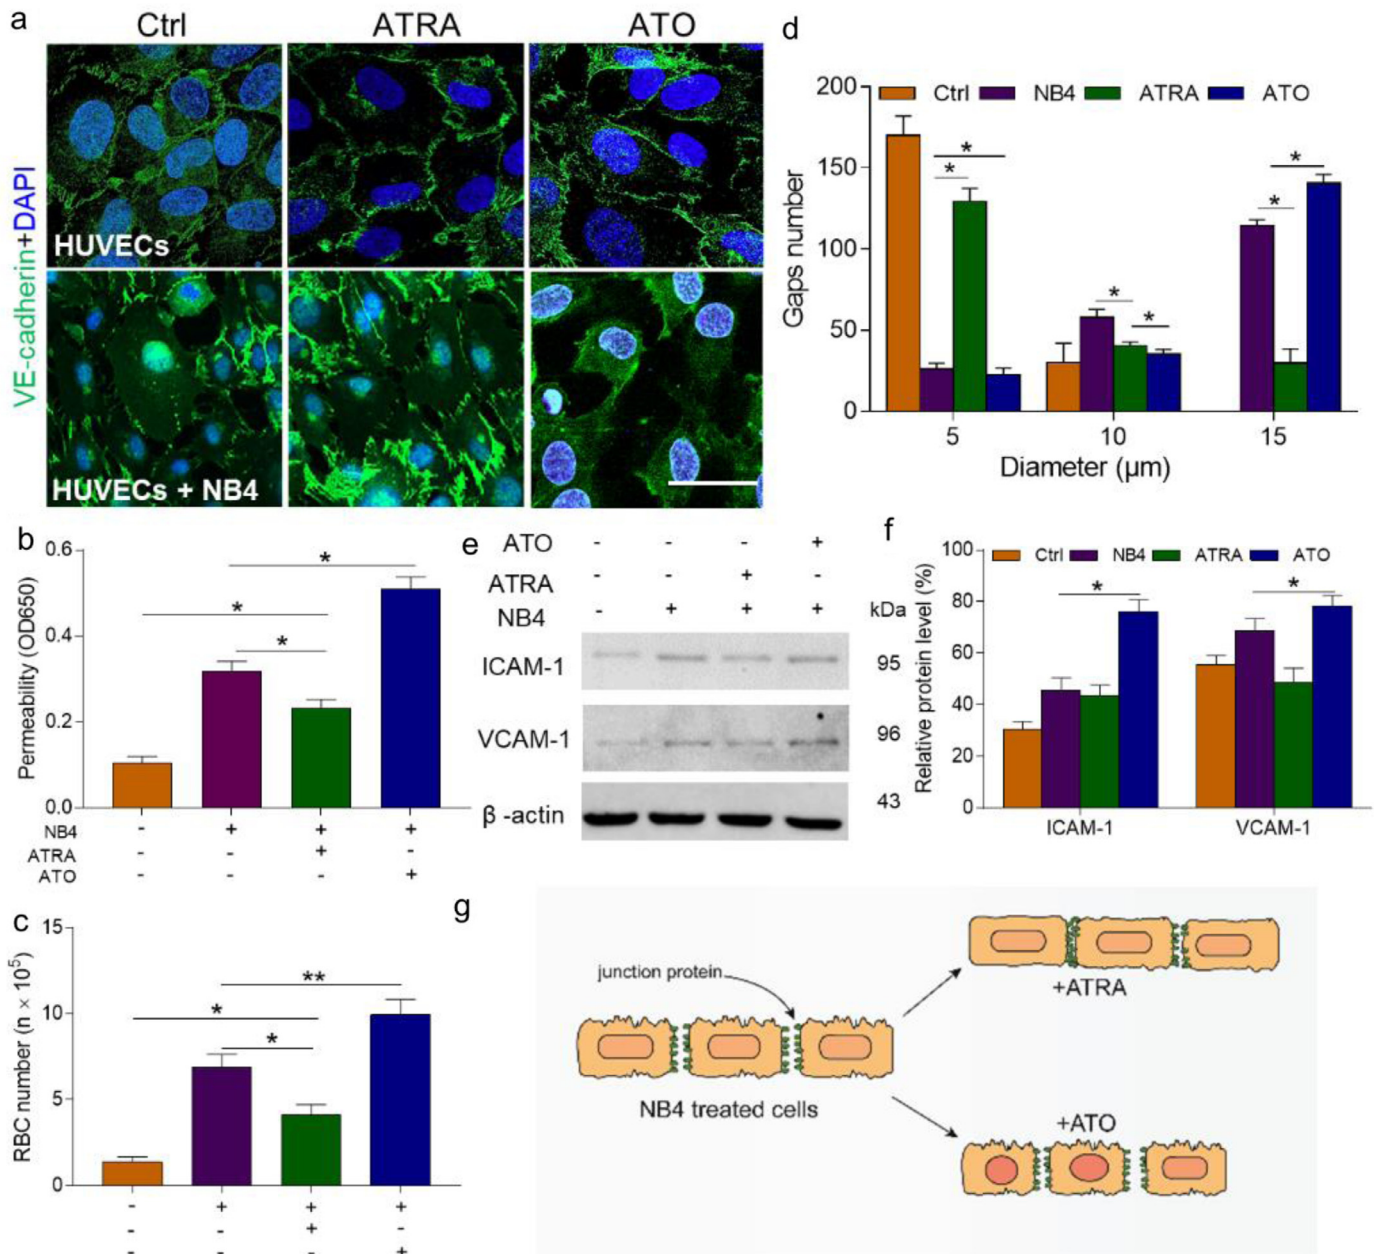 a
Ctrl ATRA ATO
VE-cadherin+DAPI
HUVECs
HUVECs + NB4
b
Permeability (OD650)
0.6
0.4
0.2
0.0
* * *
NB4 - + + +
ATRA - - + -
ATO - - - +
c
RBC number (n × 10⁵)
15
10
5
0
** * *
- + + +
- - + -
- - - +
d
Gaps number
200
150
100
50
0
Ctrl NB4 ATRA ATO
* * * * * *
5 10 15
Diameter (μm)
e
ATO - - - +
ATRA - - + -
NB4 - + + + kDa
ICAM-1 95
VCAM-1 96
β -actin 43
f
Relative protein level (%)
100
80
60
40
20
0
Ctrl NB4 ATRA ATO
* *
ICAM-1 VCAM-1
g
junction protein
NB4 treated cells
+ATRA
+ATO